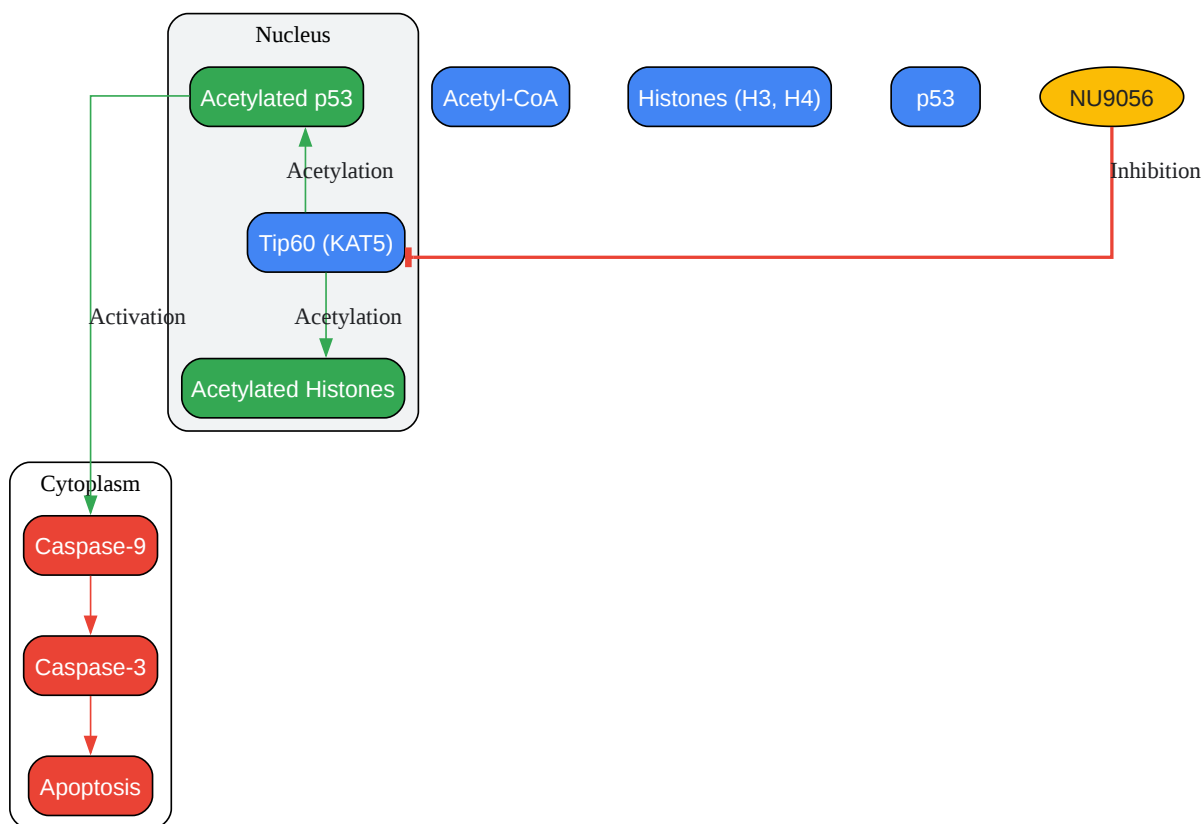 Nucleus
Acetylated p53
Acetyl-CoA
Histones (H3, H4)
p53
NU9056
Acetylation
Inhibition
Tip60 (KAT5)
Activation
Acetylation
Acetylated Histones
Cytoplasm
Caspase-9
Caspase-3
Apoptosis